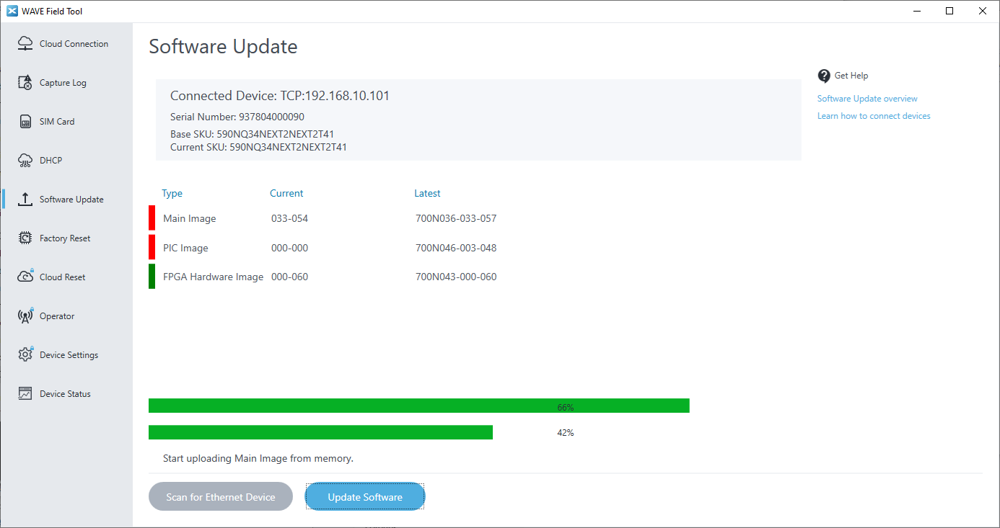 WAVE Field Tool
Cloud Connection
Capture Log
SIM Card
DHCP
Software Update
Factory Reset
Cloud Reset
Operator
Device Settings
Device Status
Software Update
Connected Device: TCP:192.168.10.101
Serial Number: 937804000090
Base SKU: 590NQ34NEXT2NEXT2T41
Current SKU: 590NQ34NEXT2NEXT2T41
Get Help
Software Update overview
Learn how to connect devices
Type Current Latest
Main Image 033-054 700N036-033-057
PIC Image 000-000 700N046-003-048
FPGA Hardware Image 000-060 700N043-000-060
66%
42%
Start uploading Main Image from memory.
Scan for Ethernet Device
Update Software